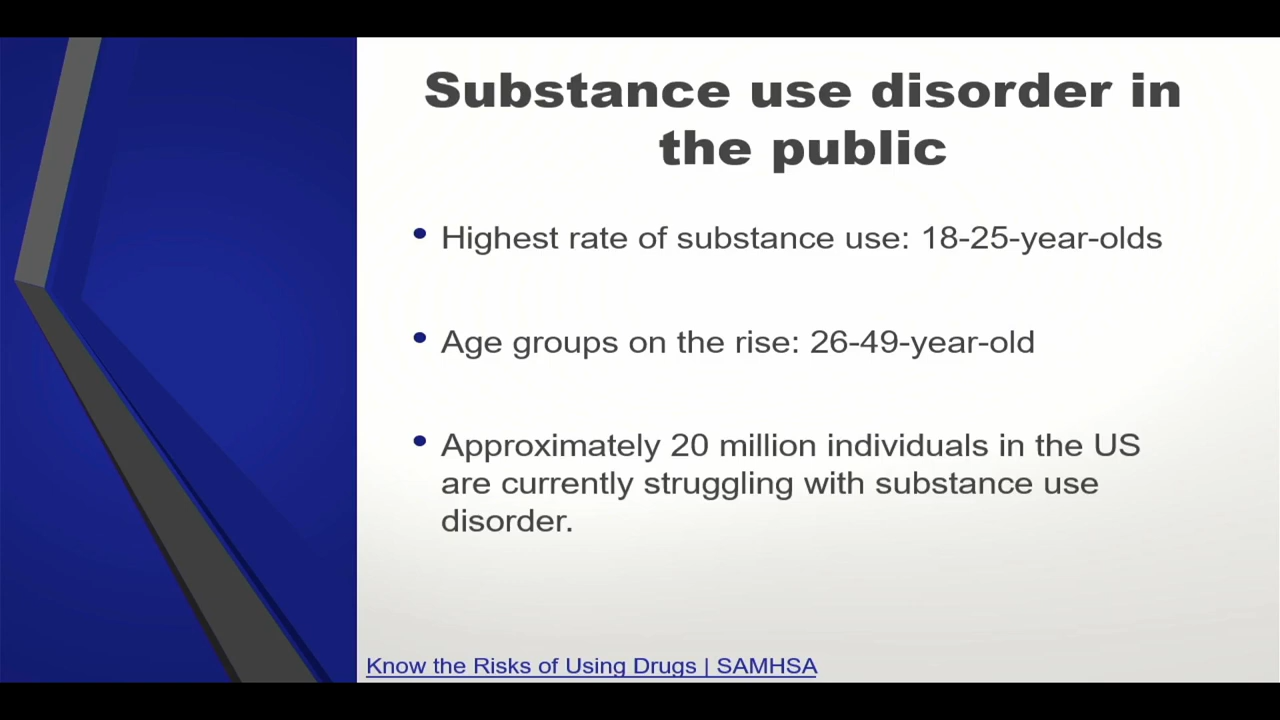 Substance use disorder in
the public
• Highest rate of substance use: 18-25-year-olds
• Age groups on the rise: 26-49-year-old
• Approximately 20 million individuals in the US
are currently struggling with substance use
disorder.
Know the Risks of Using Drugs | SAMHSA